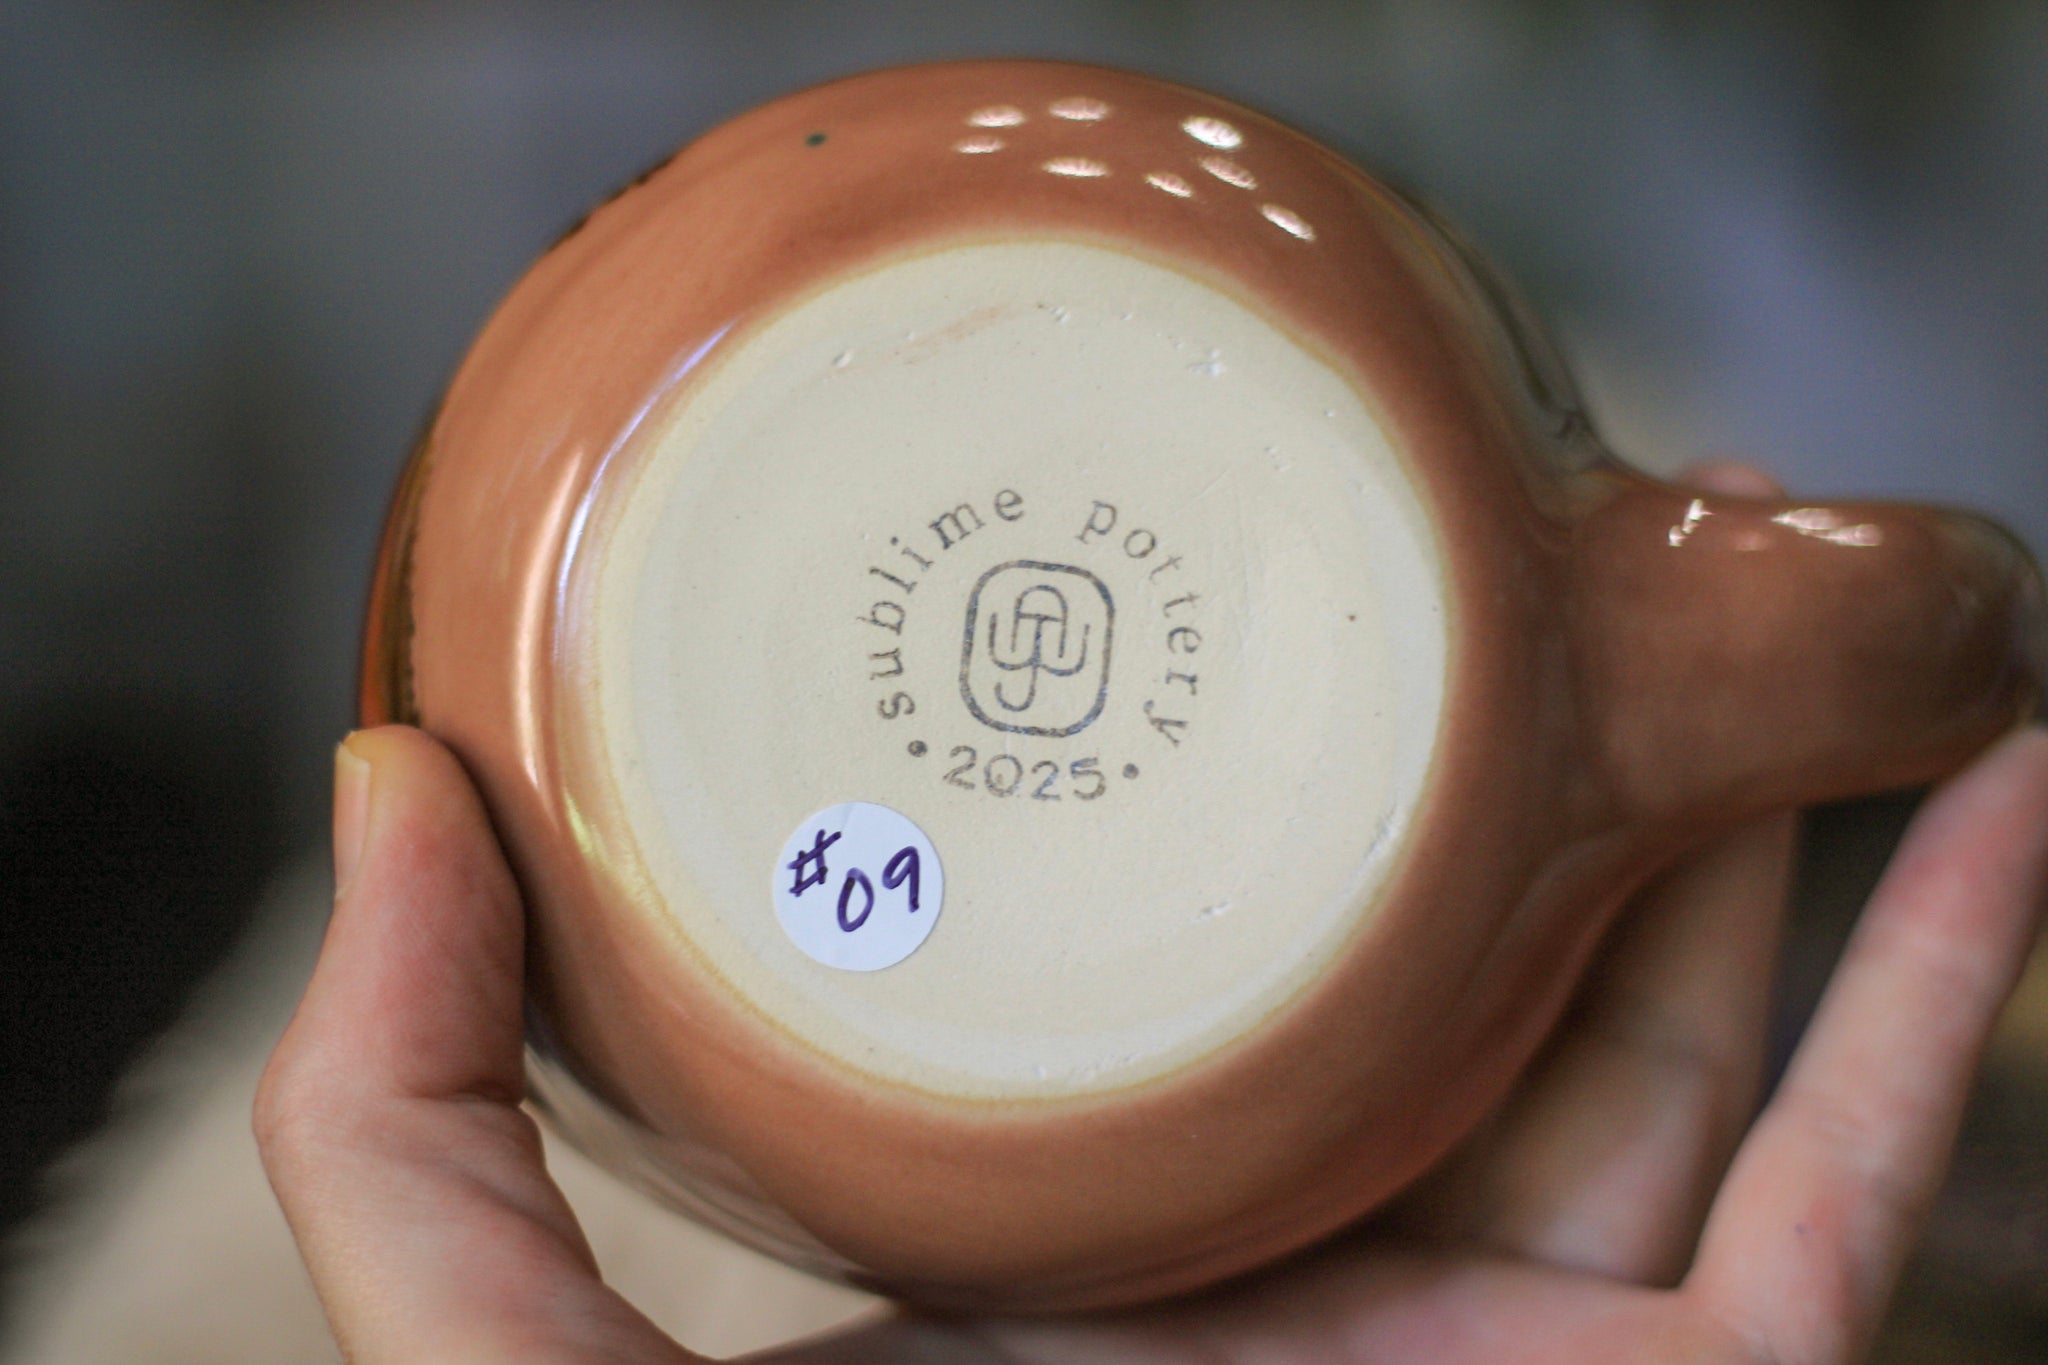 sublime pottery
• 2025 •
#09